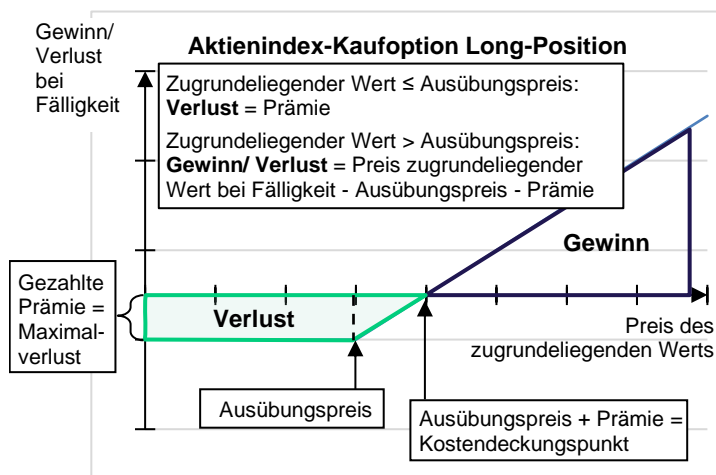 Gewinn/
Verlust
bei
Fälligkeit
Aktienindex-Kaufoption Long-Position
Zugrundeliegender Wert ≤ Ausübungspreis:
Verlust = Prämie
Zugrundeliegender Wert > Ausübungspreis:
Gewinn/ Verlust = Preis zugrundeliegender
Wert bei Fälligkeit - Ausübungspreis - Prämie
Gewinn
Gezahlte
Prämie =
Maximal-
verlust
Verlust
Preis des
zugrundeliegenden Werts
Ausübungspreis
Ausübungspreis + Prämie =
Kostendeckungspunkt